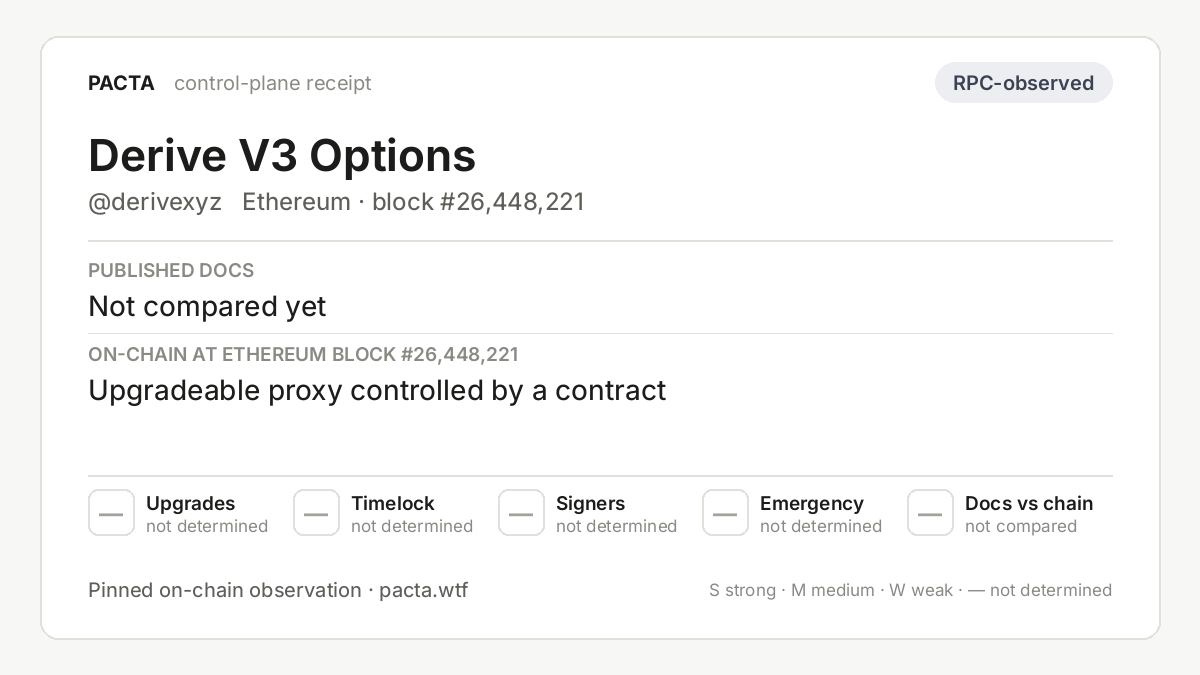 PACTA control-plane receipt RPC-observed
Derive V3 Options
@derivexyz Ethereum · block #26,448,221
PUBLISHED DOCS
Not compared yet
ON-CHAIN AT ETHEREUM BLOCK #26,448,221
Upgradeable proxy controlled by a contract
— Upgrades not determined
— Timelock not determined
— Signers not determined
— Emergency not determined
— Docs vs chain not compared
Pinned on-chain observation · pacta.wtf
S strong · M medium · W weak · — not determined